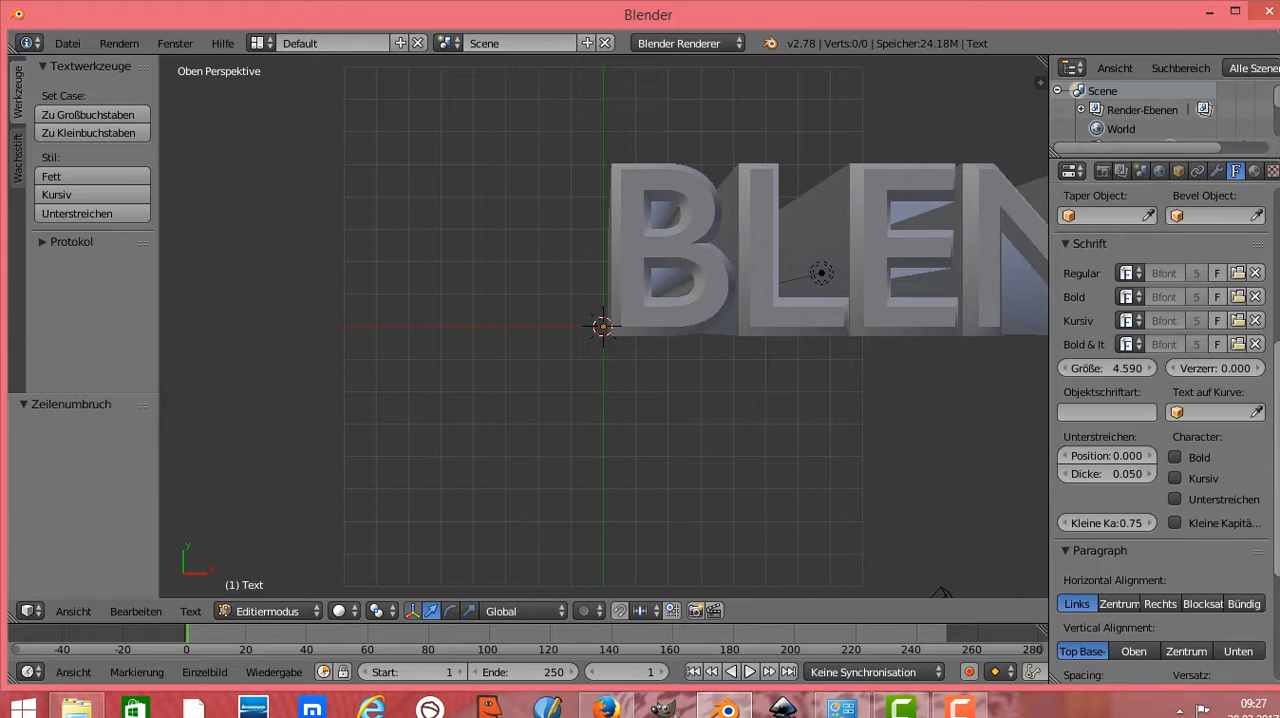 Blender
Datei Rendern Fenster Hilfe Default Scene Blender Renderer v2.78 | Verts:0/0 | Speicher:24.18M | Text
Textwerkzeuge
Set Case:
Zu Großbuchstaben
Zu Kleinbuchstaben
Stil:
Fett
Kursiv
Unterstreichen
Protokol
Zeilenumbruch
Werkzeuge
Wachsstift
Oben Perspektive
BLEN
y
x
(1) Text
Ansicht Suchbereich Alle Szene
Scene
Render-Ebenen
World
Taper Object: Bevel Object:
Schrift
Regular F Bfont 5 F
Bold F Bfont 5 F
Kursiv F Bfont 5 F
Bold & It F Bfont 5 F
Größe: 4.590 Verzerr: 0.000
Objektschriftart: Text auf Kurve:
Unterstreichen: Character:
Position: 0.000 Bold
Dicke: 0.050 Kursiv
Unterstreichen
Kleine Ka: 0.75 Kleine Kapitä...
Paragraph
Horizontal Alignment:
Links Zentrum Rechts Blocksat Bündig
Vertical Alignment:
Top Base- Oben Zentrum Unten
Spacing: Versatz:
Ansicht Bearbeiten Text Editiermodus Global
-40 -20 0 20 40 60 80 100 120 140 160 180 200 220 240 260 280
Ansicht Markierung Einzelbild Wiedergabe Start: 1 Ende: 250 1 Keine Synchronisation
lenovo
09:27